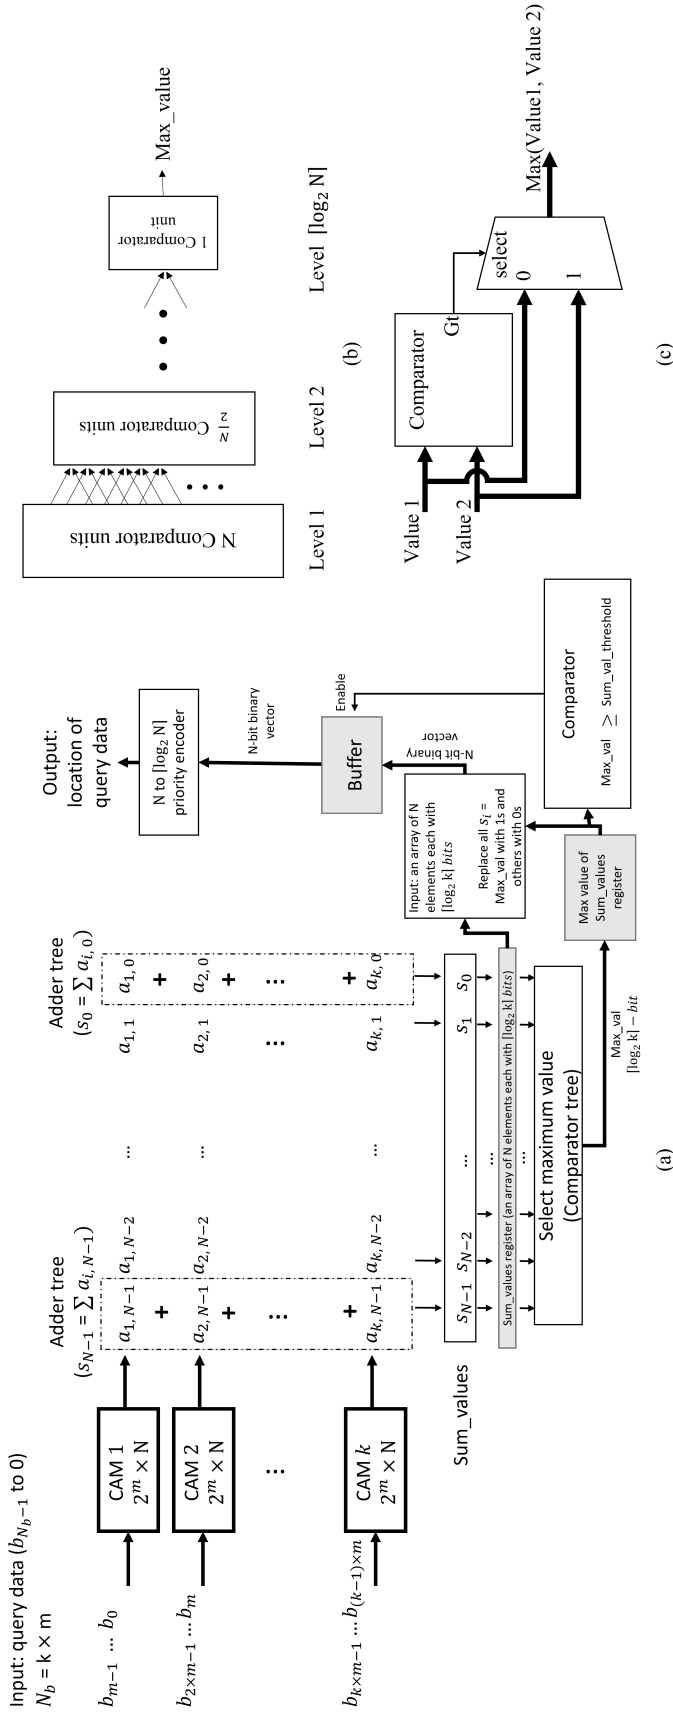 Input: query data (b_{N_b−1} to 0)
N_b = k × m
b_{m−1} … b_0
b_{2×m−1} … b_m
b_{k×m−1} … b_{(k−1)×m}
CAM 1
2^m × N
CAM 2
2^m × N
…
CAM k
2^m × N
Adder tree
(s_{N−1} = ∑ a_{i,N−1})
Adder tree
(s_0 = ∑ a_{i,0})
a_{1,N−1} a_{1,N−2} … a_{1,1} a_{1,0}
+ +
a_{2,N−1} a_{2,N−2} … a_{2,1} a_{2,0}
+ +
… … …
+ +
a_{k,N−1} a_{k,N−2} … a_{k,1} a_{k,0}
Sum_values
s_{N−1} s_{N−2} … s_1 s_0
…
Sum_values register (an array of N elements each with ⌈log_2 k⌉ bits)
…
Select maximum value
(Comparator tree)
Max_val
⌈log_2 k⌉ − bit
Max value of
Sum_values
register
Input: an array of N
elements each with
⌈log_2 k⌉ bits
Replace all s_i =
Max_val with 1s and
others with 0s
N-bit binary
vector
Comparator
Max_val ≥ Sum_val_threshold
Enable
Buffer
N-bit binary
vector
N to ⌈log_2 N⌉
priority encoder
Output:
location of
query data
(a)
N Comparator units
Level 1
N/2 Comparator
units
Level 2
1 Comparator
unit
Level ⌈log_2 N⌉
Max_value
(b)
Value 1
Value 2
Comparator
Gt
select
0
1
Max(Value1, Value 2)
(c)